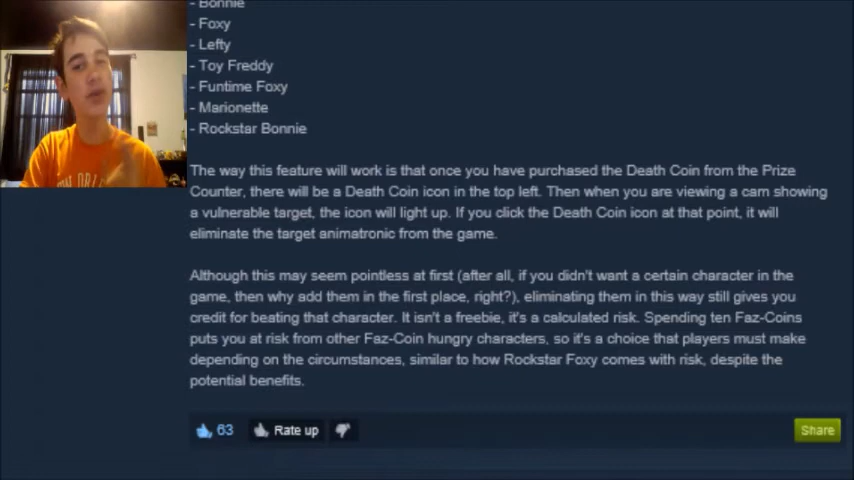 - Bonnie
- Foxy
- Lefty
- Toy Freddy
- Funtime Foxy
- Marionette
- Rockstar Bonnie
The way this feature will work is that once you have purchased the Death Coin from the Prize
Counter, there will be a Death Coin icon in the top left. Then when you are viewing a cam showing
a vulnerable target, the icon will light up. If you click the Death Coin icon at that point, it will
eliminate the target animatronic from the game.
Although this may seem pointless at first (after all, if you didn't want a certain character in the
game, then why add them in the first place, right?), eliminating them in this way still gives you
credit for beating that character. It isn't a freebie, it's a calculated risk. Spending ten Faz-Coins
puts you at risk from other Faz-Coin hungry characters, so it's a choice that players must make
depending on the circumstances, similar to how Rockstar Foxy comes with risk, despite the
potential benefits.
63 Rate up Share